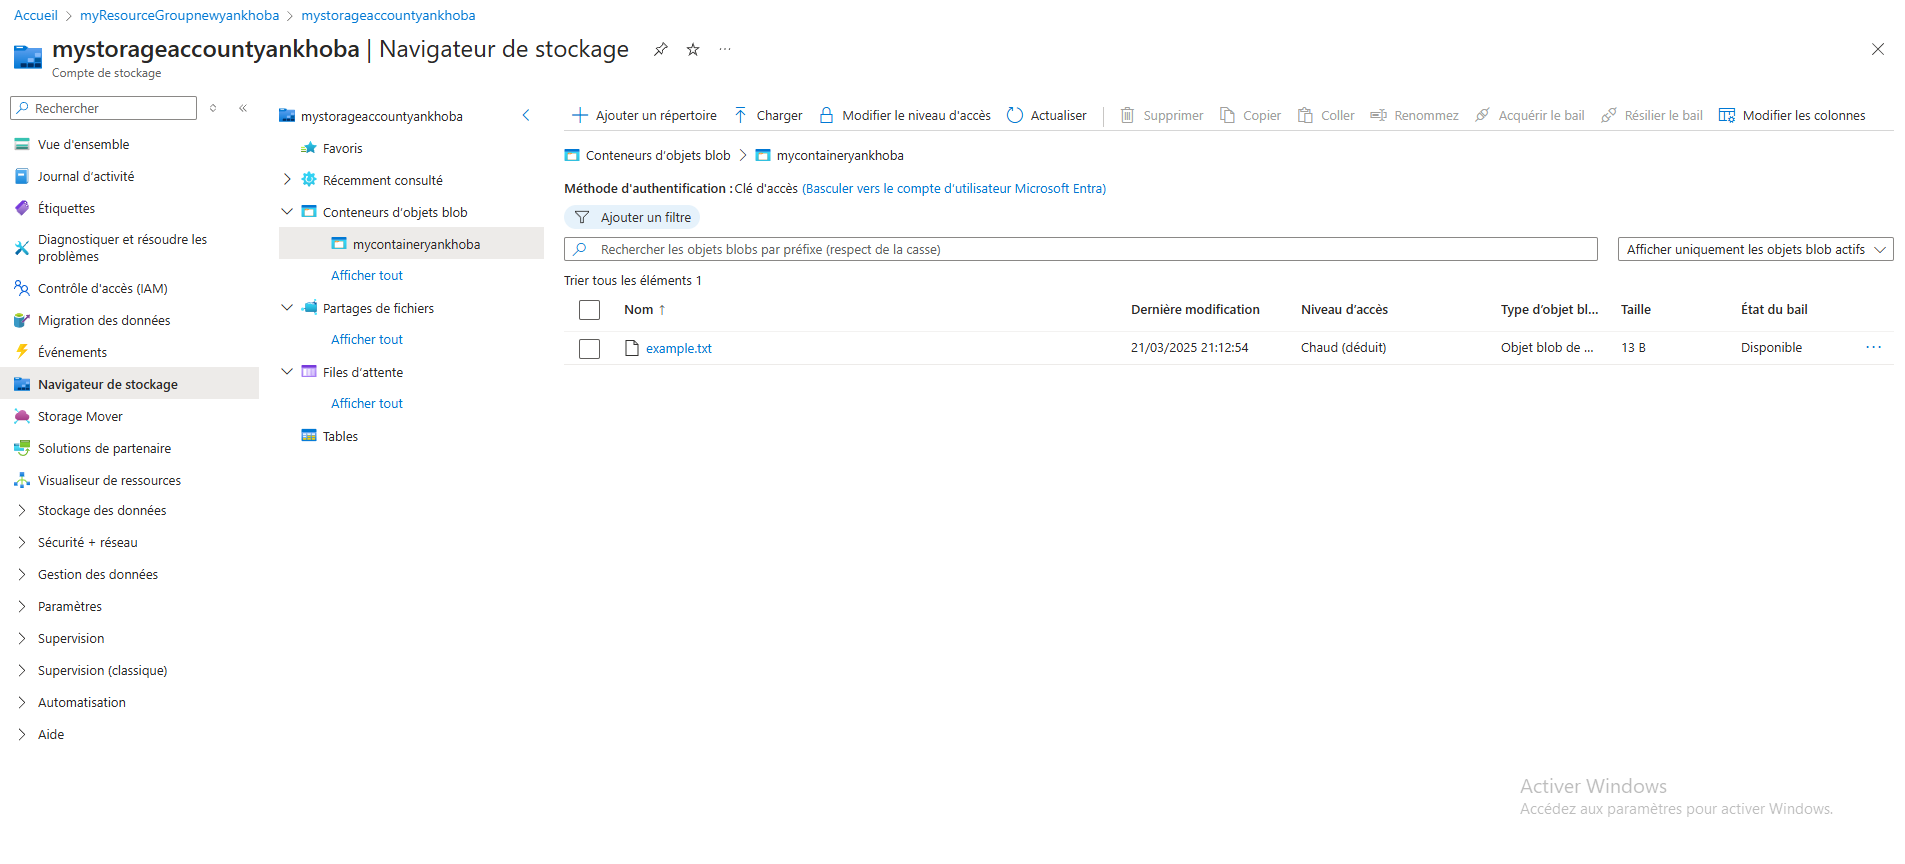 Accueil > myResourceGroupnewyankhoba > mystorageaccountyankhoba
mystorageaccountyankhoba | Navigateur de stockage
Compte de stockage
Rechercher
Vue d'ensemble
Journal d'activité
Étiquettes
Diagnostiquer et résoudre les
problèmes
Contrôle d'accès (IAM)
Migration des données
Événements
Navigateur de stockage
Storage Mover
Solutions de partenaire
Visualiseur de ressources
Stockage des données
Sécurité + réseau
Gestion des données
Paramètres
Supervision
Supervision (classique)
Automatisation
Aide
mystorageaccountyankhoba
Favoris
Récemment consulté
Conteneurs d'objets blob
mycontaineryankhoba
Afficher tout
Partages de fichiers
Afficher tout
Files d'attente
Afficher tout
Tables
Ajouter un répertoire Charger Modifier le niveau d'accès Actualiser Supprimer Copier Coller Renommez Acquérir le bail Résilier le bail Modifier les colonnes
Conteneurs d'objets blob > mycontaineryankhoba
Méthode d'authentification : Clé d'accès (Basculer vers le compte d'utilisateur Microsoft Entra)
Ajouter un filtre
Rechercher les objets blobs par préfixe (respect de la casse) Afficher uniquement les objets blob actifs
Trier tous les éléments 1
Nom ↑ Dernière modification Niveau d'accès Type d'objet bl... Taille État du bail
example.txt 21/03/2025 21:12:54 Chaud (déduit) Objet blob de ... 13 B Disponible ...
Activer Windows
Accédez aux paramètres pour activer Windows.